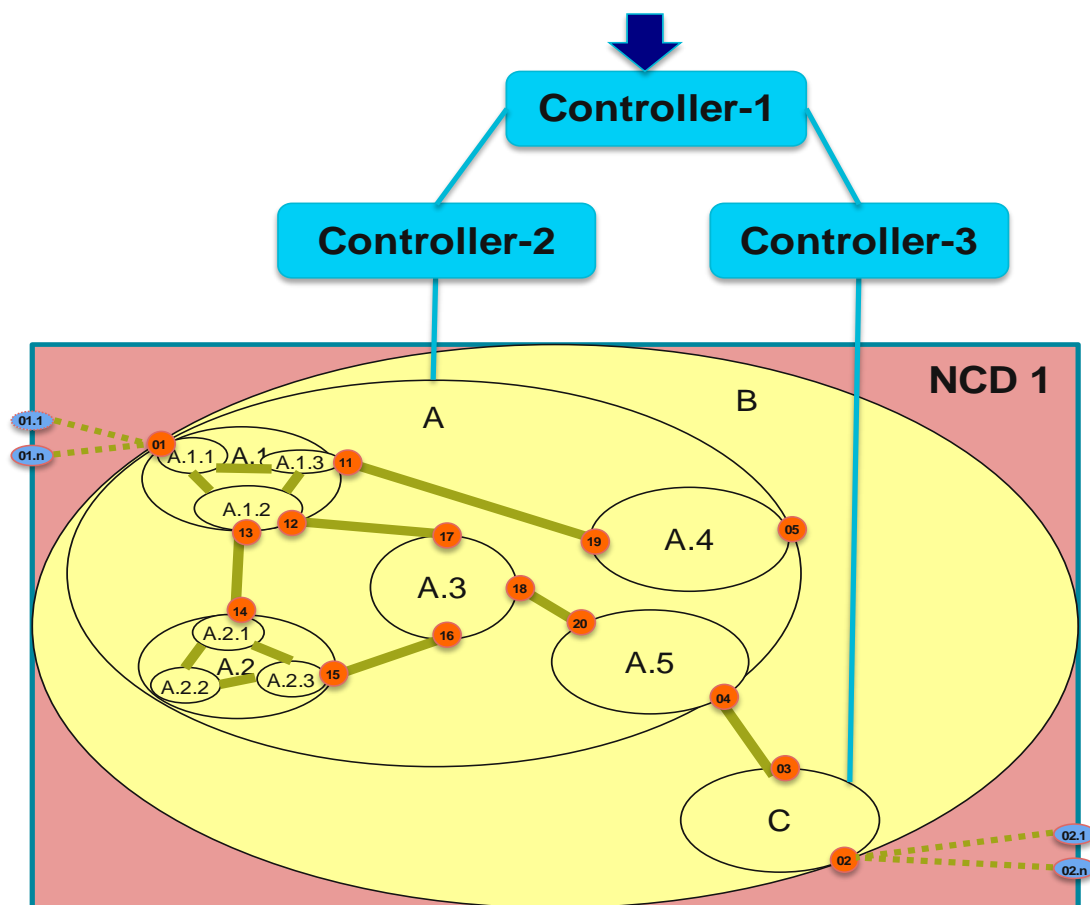 Controller-1
Controller-2
Controller-3
NCD 1
B
A
01.1
01.n
01
A.1.1
A.1
A.1.3
11
A.1.2
12
13
17
19
A.4
05
A.3
18
14
16
20
A.2.1
A.2
A.2.2
A.2.3
15
A.5
04
03
C
02
02.1
02.n